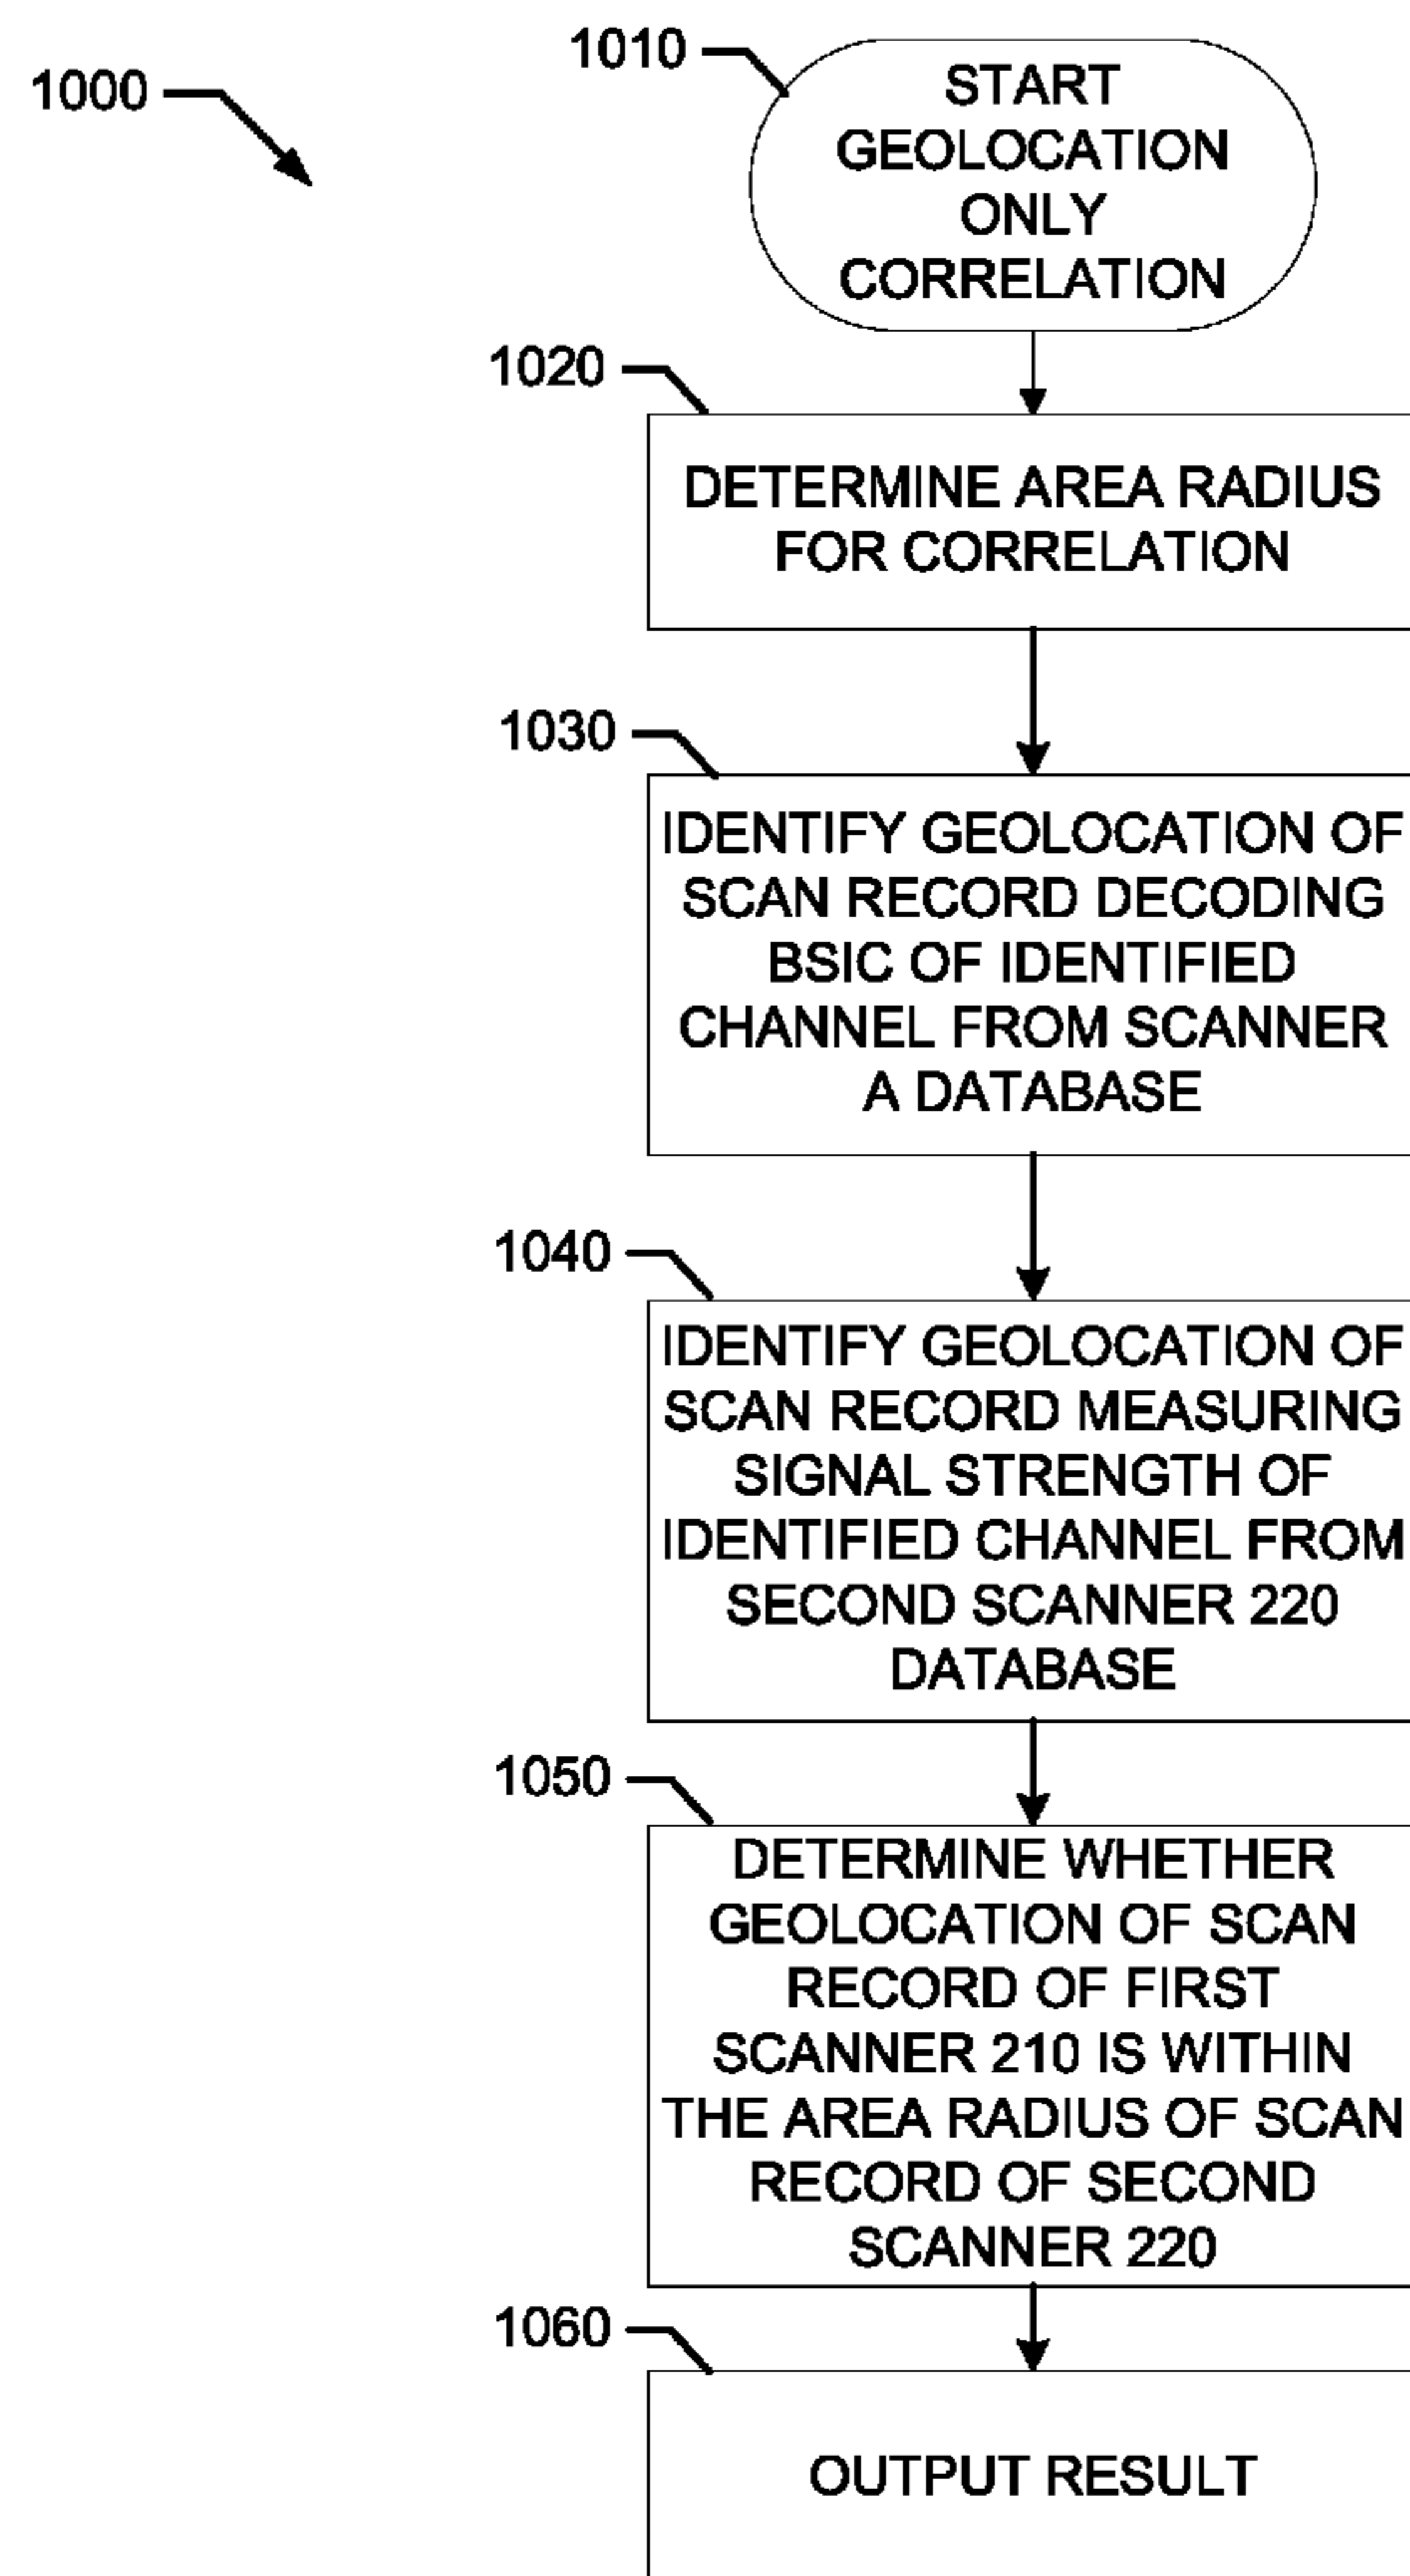 1000
1010
START
GEOLOCATION
ONLY
CORRELATION
1020
DETERMINE AREA RADIUS
FOR CORRELATION
1030
IDENTIFY GEOLOCATION OF
SCAN RECORD DECODING
BSIC OF IDENTIFIED
CHANNEL FROM SCANNER
A DATABASE
1040
IDENTIFY GEOLOCATION OF
SCAN RECORD MEASURING
SIGNAL STRENGTH OF
IDENTIFIED CHANNEL FROM
SECOND SCANNER 220
DATABASE
1050
DETERMINE WHETHER
GEOLOCATION OF SCAN
RECORD OF FIRST
SCANNER 210 IS WITHIN
THE AREA RADIUS OF SCAN
RECORD OF SECOND
SCANNER 220
1060
OUTPUT RESULT